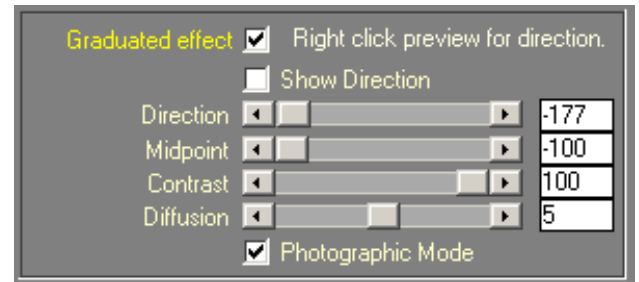 Graduated effect Right click preview for direction.
Show Direction
Direction -177
Midpoint -100
Contrast 100
Diffusion 5
Photographic Mode